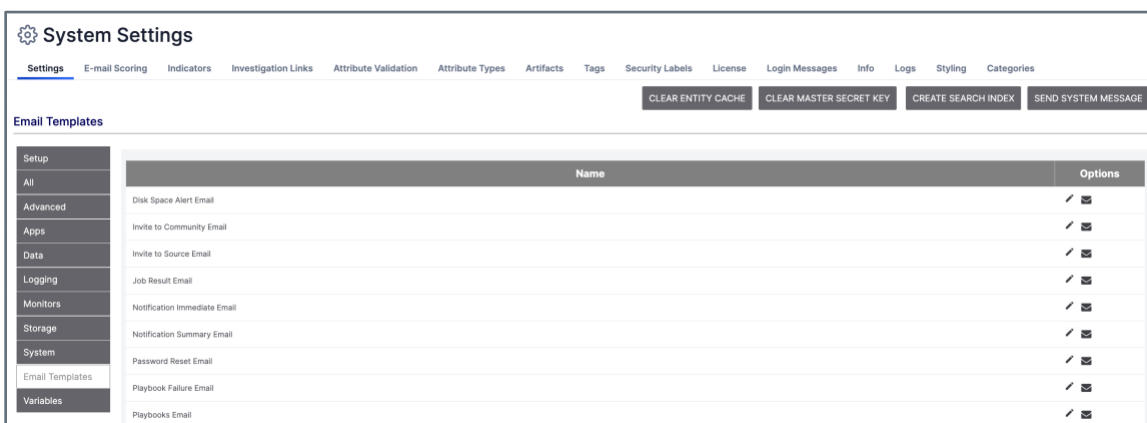 System Settings
Settings E-mail Scoring Indicators Investigation Links Attribute Validation Attribute Types Artifacts Tags Security Labels License Login Messages Info Logs Styling Categories
CLEAR ENTITY CACHE CLEAR MASTER SECRET KEY CREATE SEARCH INDEX SEND SYSTEM MESSAGE
Email Templates
Setup
All
Advanced
Apps
Data
Logging
Monitors
Storage
System
Email Templates
Variables
Name Options
Disk Space Alert Email
Invite to Community Email
Invite to Source Email
Job Result Email
Notification Immediate Email
Notification Summary Email
Password Reset Email
Playbook Failure Email
Playbooks Email